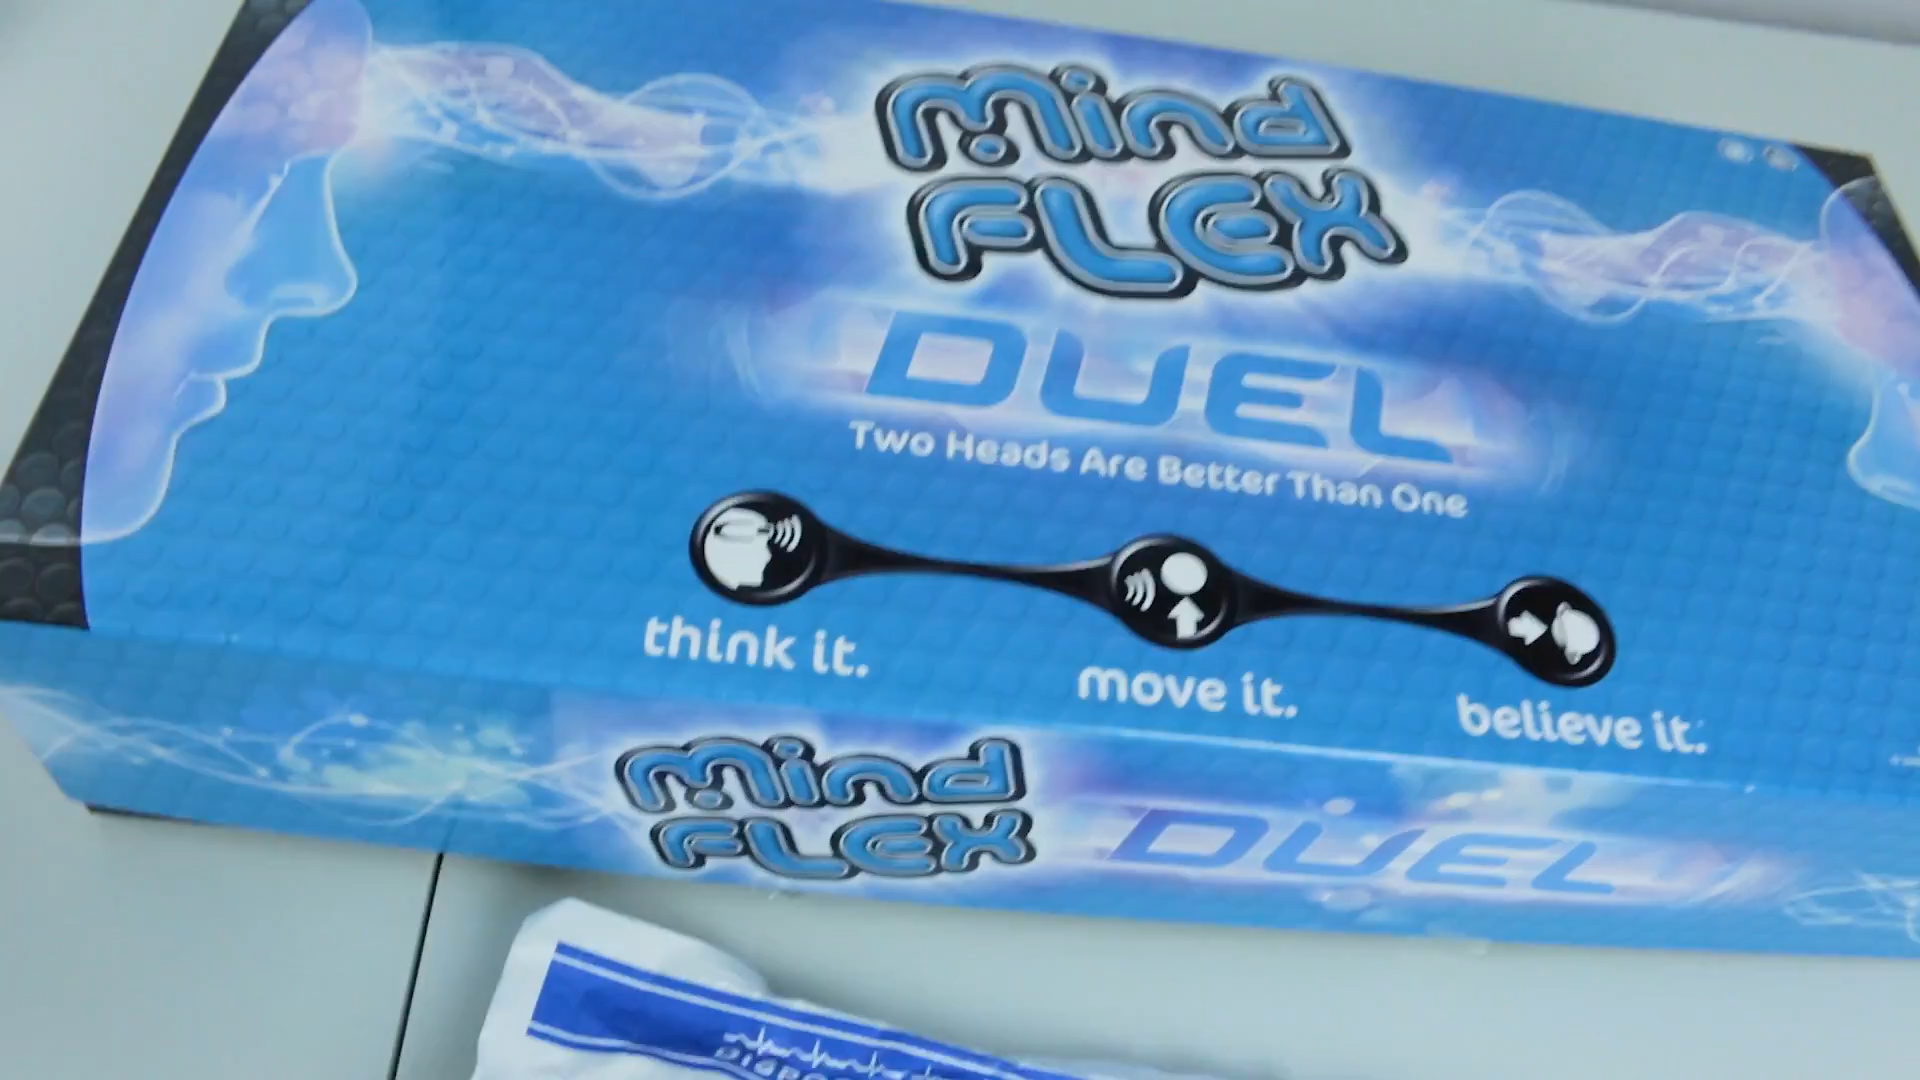 Mind
FLEX
DUEL
Two Heads Are Better Than One
think it.
move it.
believe it.
Mind
FLEX
DUEL